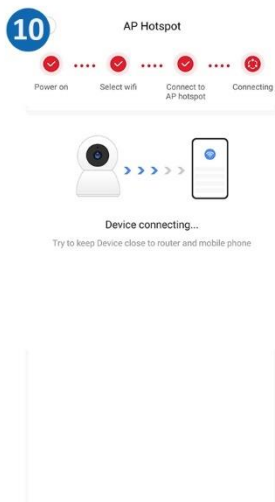 10
AP Hotspot
Power on
Select wifi
Connect to
AP hotspot
Connecting
Device connecting...
Try to keep Device close to router and mobile phone